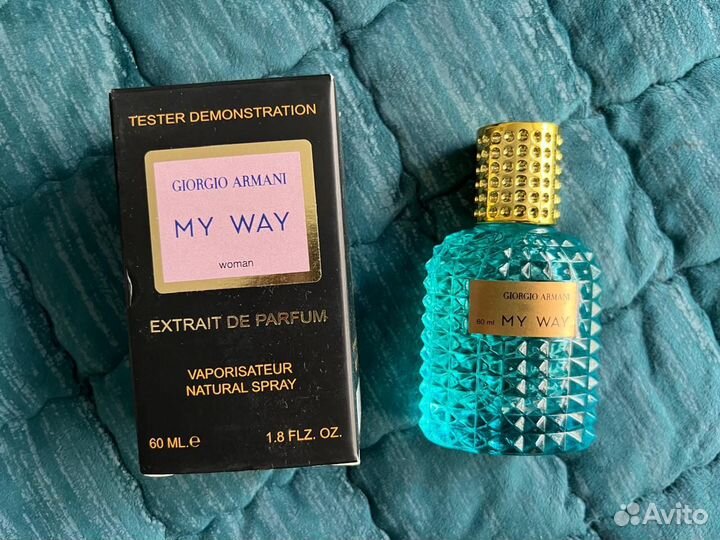 TESTER DEMONSTRATION
GIORGIO ARMANI
MY WAY
woman
EXTRAIT DE PARFUM
VAPORISATEUR
NATURAL SPRAY
60 ML.e 1.8 FLZ. OZ.
GIORGIO ARMANI
60 ml MY WAY
Avito